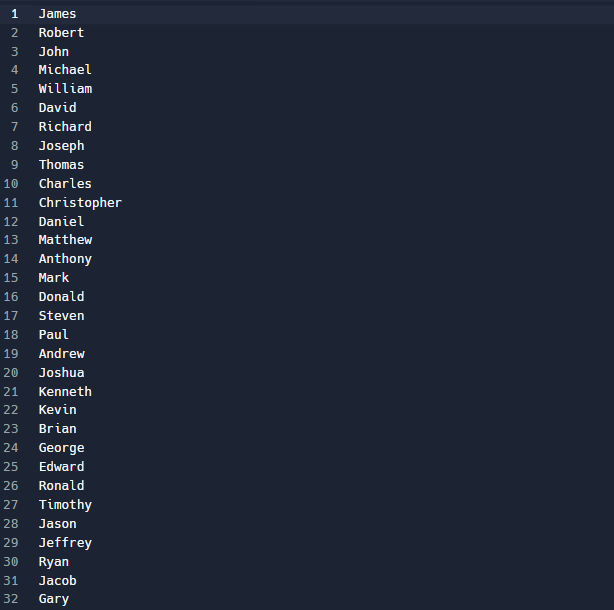 1 James
2 Robert
3 John
4 Michael
5 William
6 David
7 Richard
8 Joseph
9 Thomas
10 Charles
11 Christopher
12 Daniel
13 Matthew
14 Anthony
15 Mark
16 Donald
17 Steven
18 Paul
19 Andrew
20 Joshua
21 Kenneth
22 Kevin
23 Brian
24 George
25 Edward
26 Ronald
27 Timothy
28 Jason
29 Jeffrey
30 Ryan
31 Jacob
32 Gary